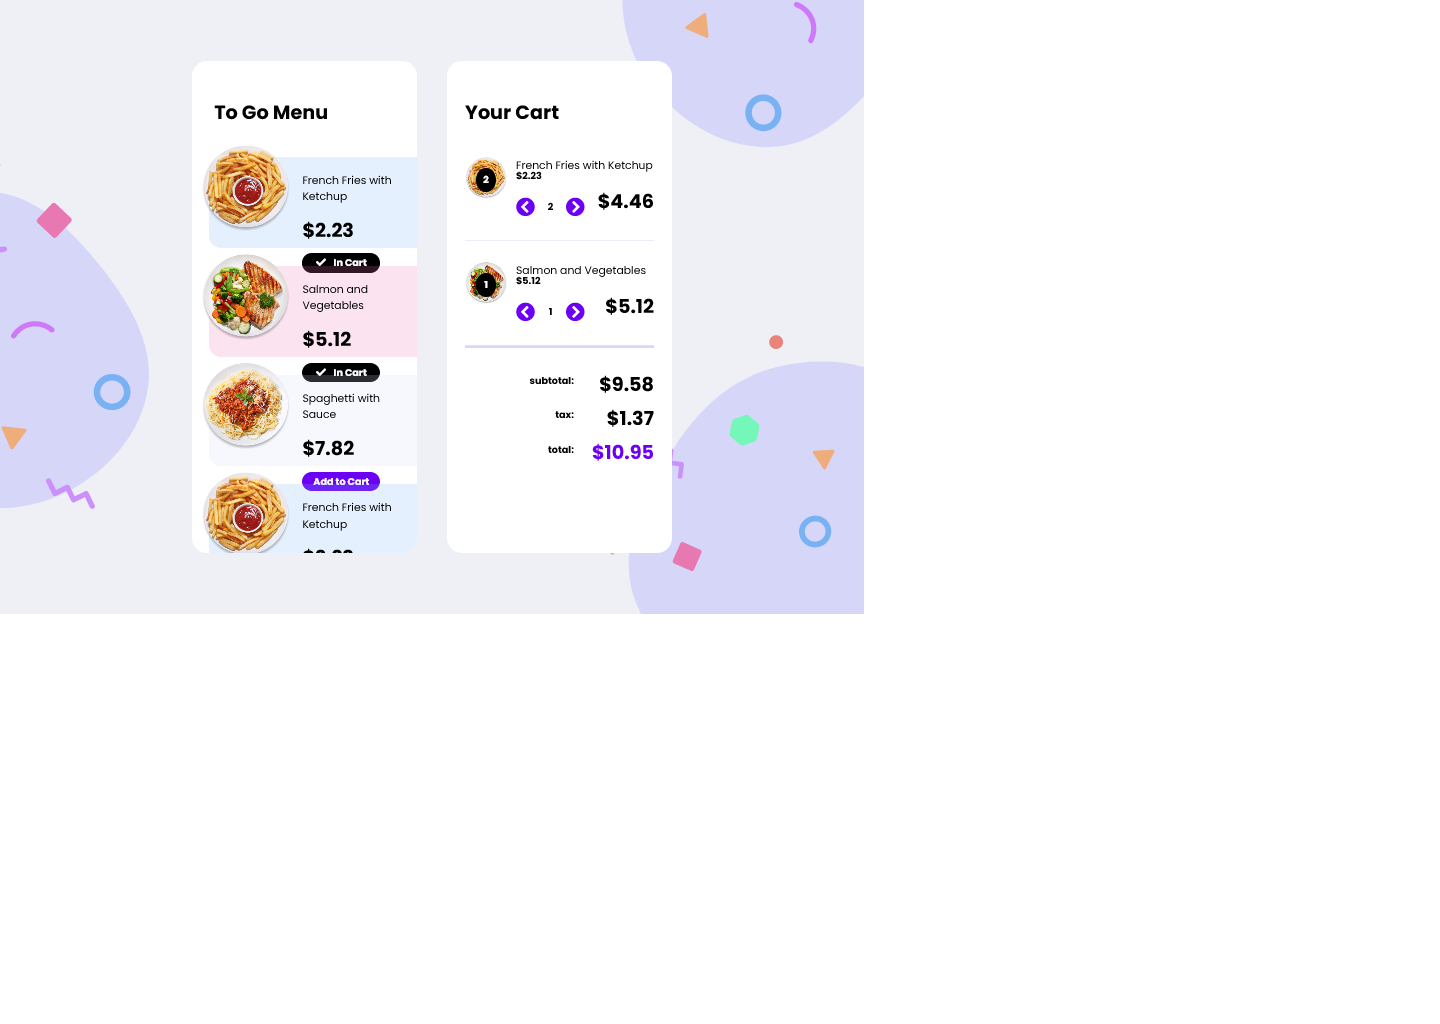 To Go Menu
French Fries with
Ketchup
$2.23
In Cart
Salmon and
Vegetables
$5.12
In Cart
Spaghetti with
Sauce
$7.82
Add to Cart
French Fries with
Ketchup
Your Cart
2
French Fries with Ketchup
$2.23
2
$4.46
1
Salmon and Vegetables
$5.12
1
$5.12
subtotal: $9.58
tax: $1.37
total: $10.95